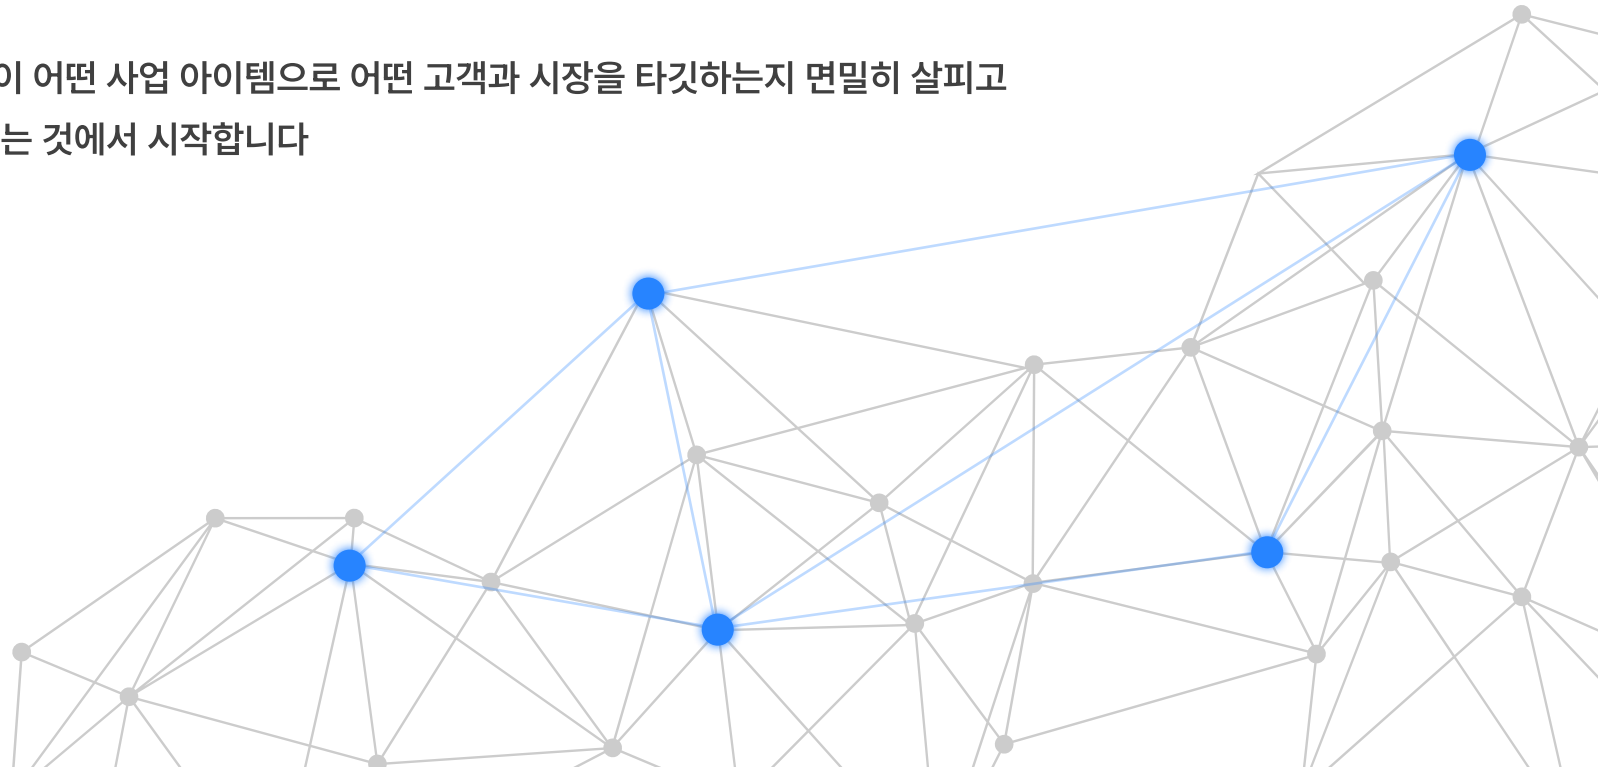 이 어떤 사업 아이템으로 어떤 고객과 시장을 타깃하는지 면밀히 살피고
는 것에서 시작합니다